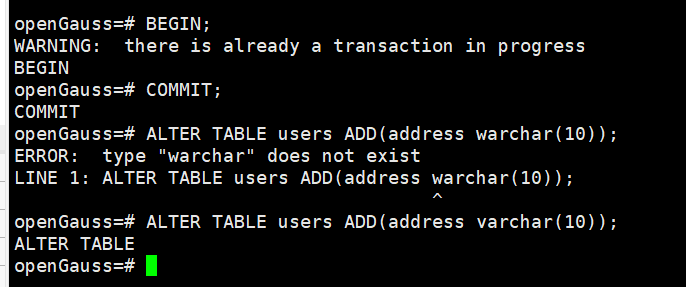 openGauss=# BEGIN;
WARNING:  there is already a transaction in progress
BEGIN
openGauss=# COMMIT;
COMMIT
openGauss=# ALTER TABLE users ADD(address warchar(10));
ERROR:  type "warchar" does not exist
LINE 1: ALTER TABLE users ADD(address warchar(10));
                                      ^
openGauss=# ALTER TABLE users ADD(address varchar(10));
ALTER TABLE
openGauss=#